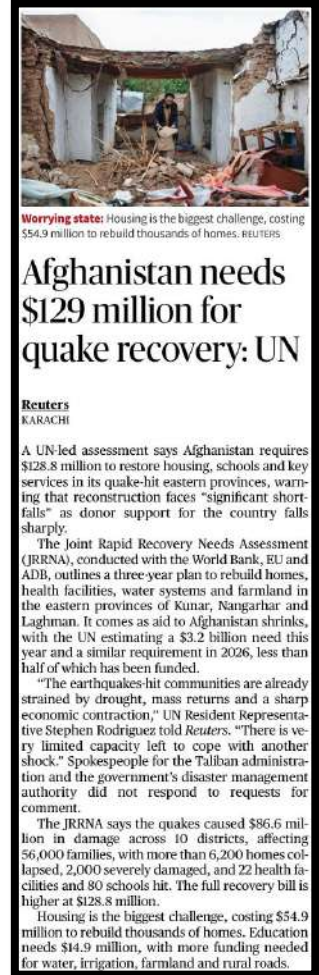 Worrying state: Housing is the biggest challenge, costing
$54.9 million to rebuild thousands of homes. REUTERS
Afghanistan needs
$129 million for
quake recovery: UN
Reuters
KARACHI
A UN-led assessment says Afghanistan requires
$128.8 million to restore housing, schools and key
services in its quake-hit eastern provinces, warn-
ing that reconstruction faces "significant short-
falls" as donor support for the country falls
sharply.
The Joint Rapid Recovery Needs Assessment
(JRRNA), conducted with the World Bank, EU and
ADB, outlines a three-year plan to rebuild homes,
health facilities, water systems and farmland in
the eastern provinces of Kunar, Nangarhar and
Laghman. It comes as aid to Afghanistan shrinks,
with the UN estimating a $3.2 billion need this
year and a similar requirement in 2026, less than
half of which has been funded.
"The earthquakes-hit communities are already
strained by drought, mass returns and a sharp
economic contraction," UN Resident Representa-
tive Stephen Rodriguez told Reuters. "There is ve-
ry limited capacity left to cope with another
shock." Spokespeople for the Taliban administra-
tion and the government's disaster management
authority did not respond to requests for
comment.
The JRRNA says the quakes caused $86.6 mil-
lion in damage across 10 districts, affecting
56,000 families, with more than 6,200 homes col-
lapsed, 2,000 severely damaged, and 22 health fa-
cilities and 80 schools hit. The full recovery bill is
higher at $128.8 million.
Housing is the biggest challenge, costing $54.9
million to rebuild thousands of homes. Education
needs $14.9 million, with more funding needed
for water, irrigation, farmland and rural roads.